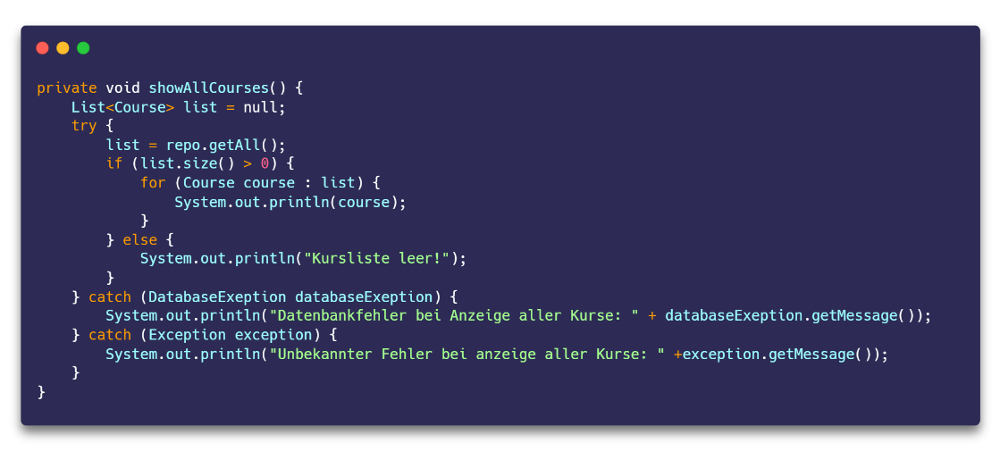 private void showAllCourses() {
    List<Course> list = null;
    try {
        list = repo.getAll();
        if (list.size() > 0) {
            for (Course course : list) {
                System.out.println(course);
            }
        } else {
            System.out.println("Kursliste leer!");
        }
    } catch (DatabaseExeption databaseExeption) {
        System.out.println("Datenbankfehler bei Anzeige aller Kurse: " + databaseExeption.getMessage());
    } catch (Exception exception) {
        System.out.println("Unbekannter Fehler bei anzeige aller Kurse: " +exception.getMessage());
    }
}